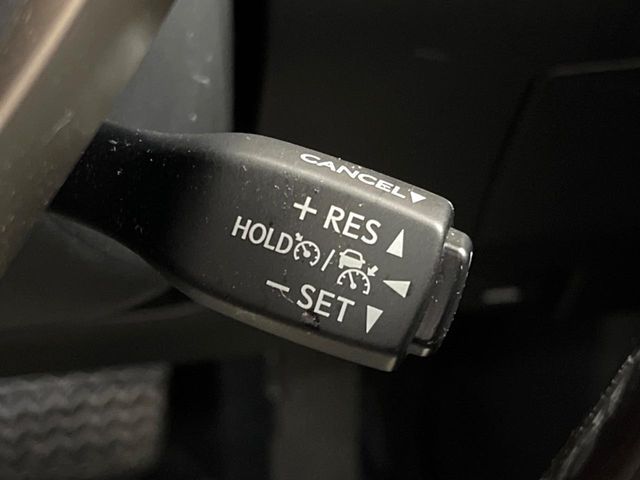 CANCEL▼
+ RES ▲
HOLD / ◀
− SET ▼